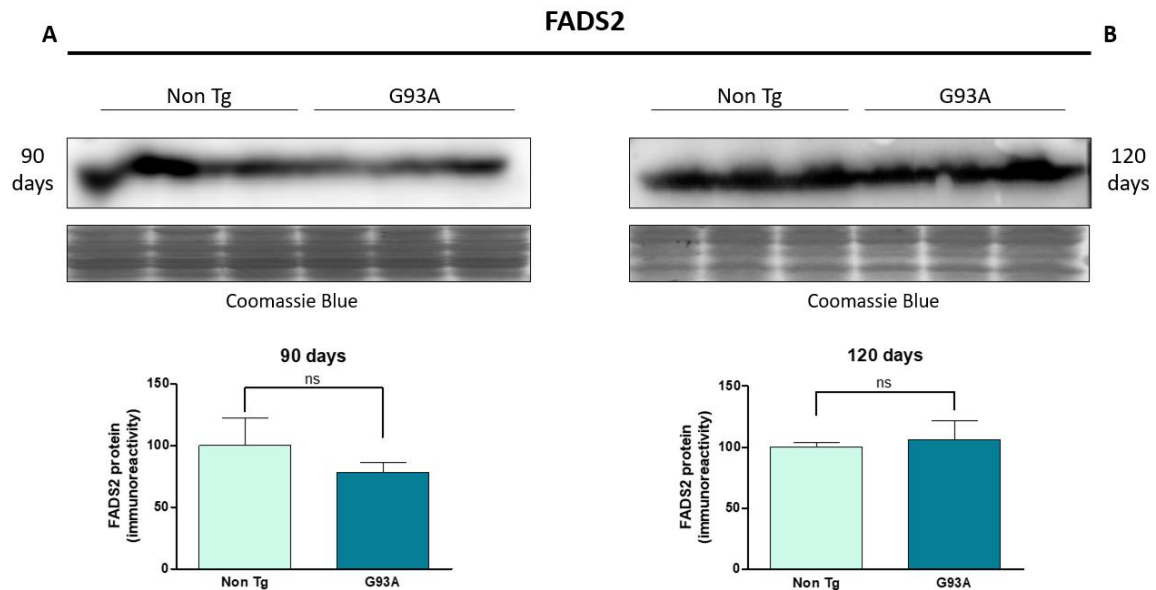 FADS2
A
B
Non Tg
G93A
Non Tg
G93A
90
days
120
days
Coomassie Blue
Coomassie Blue
90 days
ns
150
100
50
0
FADS2 protein
(immunoreactivity)
Non Tg
G93A
120 days
ns
150
100
50
0
FADS2 protein
(immunoreactivity)
Non Tg
G93A